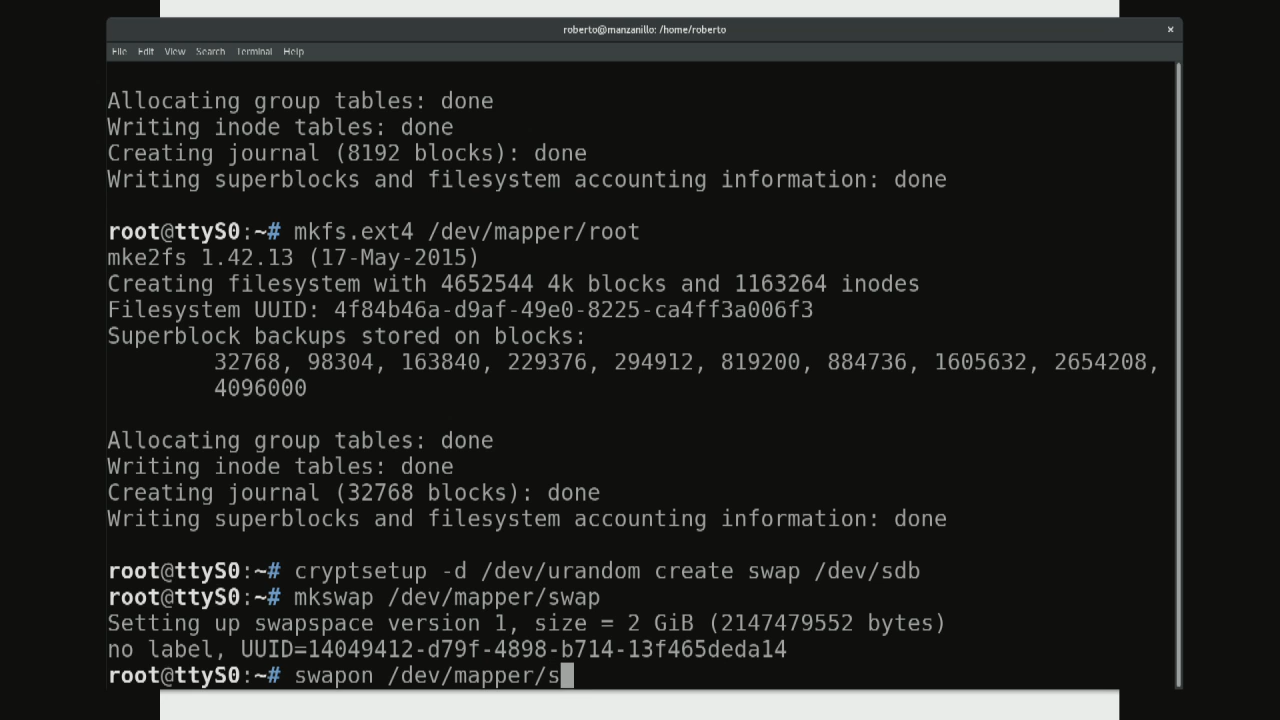 roberto@manzanillo: /home/roberto
×
File Edit View Search Terminal Help
Allocating group tables: done
Writing inode tables: done
Creating journal (8192 blocks): done
Writing superblocks and filesystem accounting information: done
root@ttyS0:~# mkfs.ext4 /dev/mapper/root
mke2fs 1.42.13 (17-May-2015)
Creating filesystem with 4652544 4k blocks and 1163264 inodes
Filesystem UUID: 4f84b46a-d9af-49e0-8225-ca4ff3a006f3
Superblock backups stored on blocks:
32768, 98304, 163840, 229376, 294912, 819200, 884736, 1605632, 2654208,
4096000
Allocating group tables: done
Writing inode tables: done
Creating journal (32768 blocks): done
Writing superblocks and filesystem accounting information: done
root@ttyS0:~# cryptsetup -d /dev/urandom create swap /dev/sdb
root@ttyS0:~# mkswap /dev/mapper/swap
Setting up swapspace version 1, size = 2 GiB (2147479552 bytes)
no label, UUID=14049412-d79f-4898-b714-13f465deda14
root@ttyS0:~# swapon /dev/mapper/s